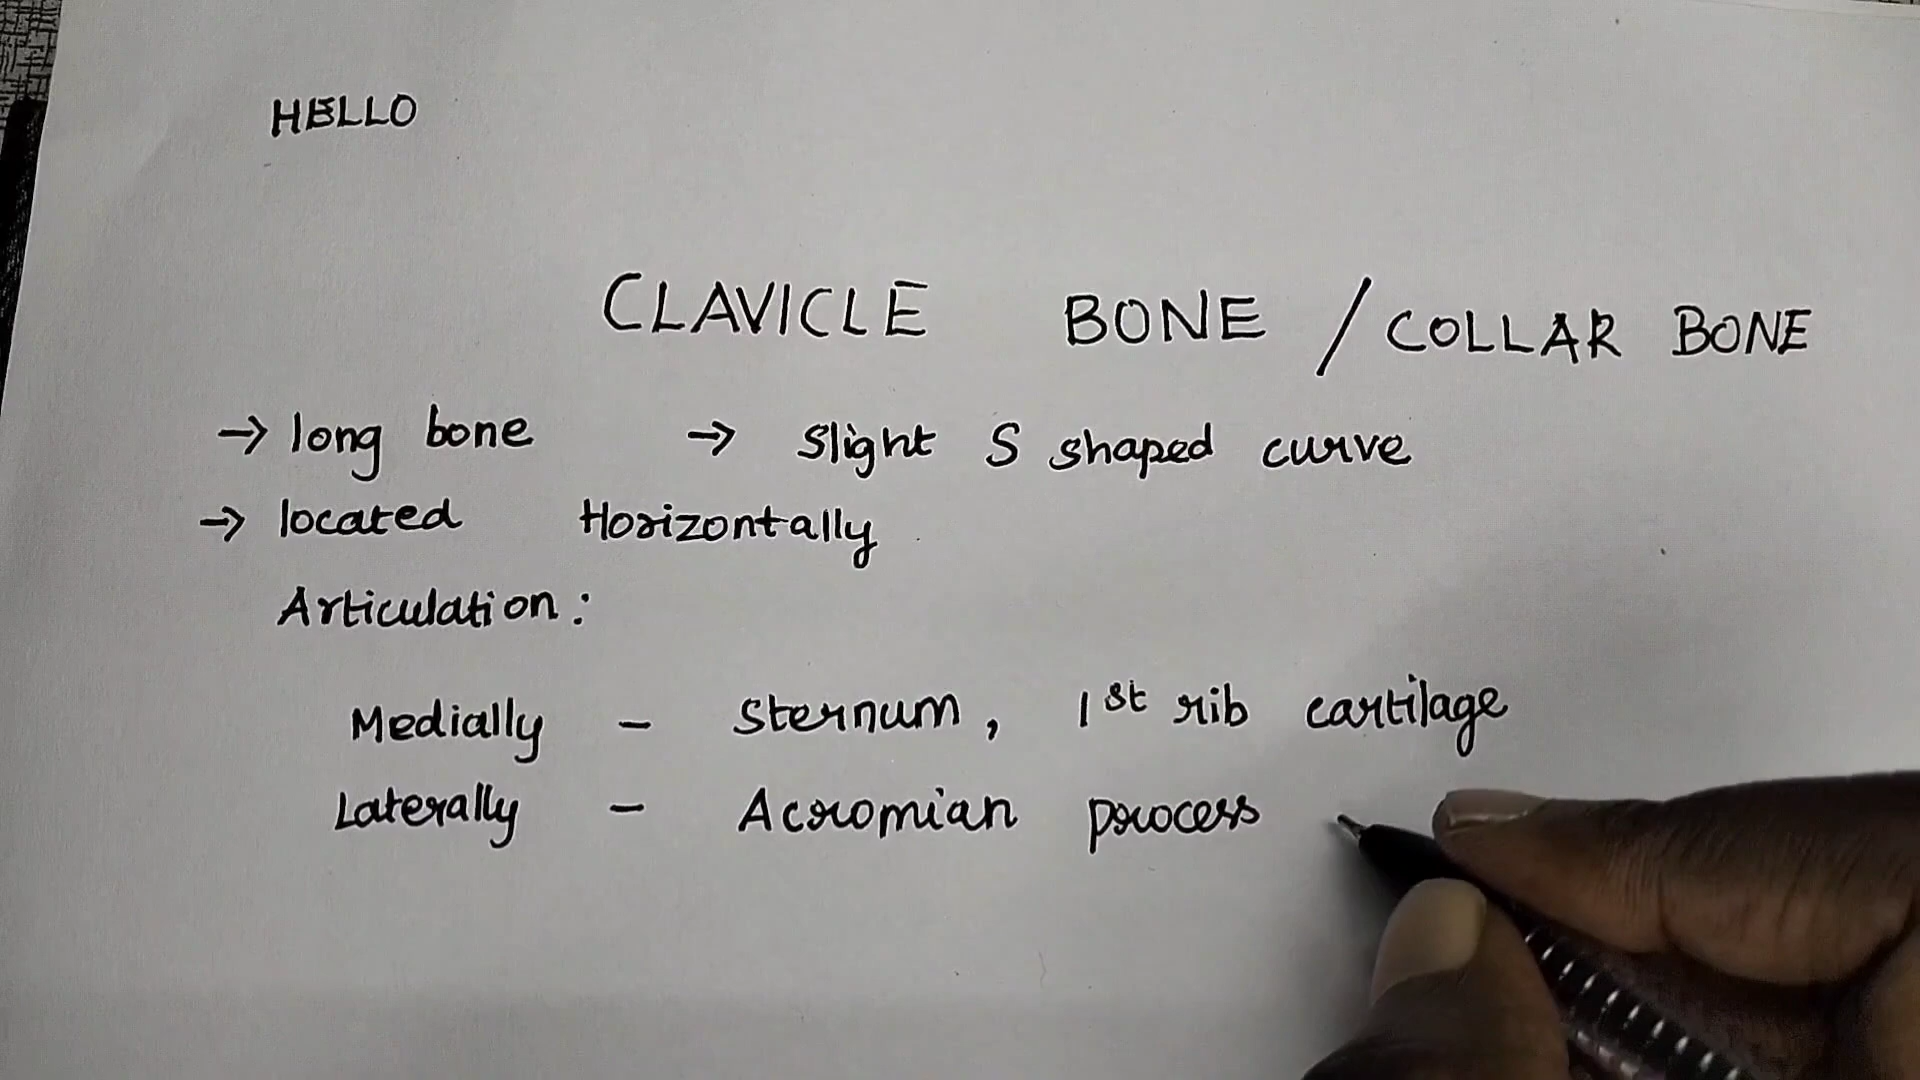 HELLO
CLAVICLE BONE / COLLAR BONE
→ long bone → Slight S shaped curve
→ located Horizontally
Articulation :
Medially - Sternum, 1st rib cartilage
Laterally - Acromian process